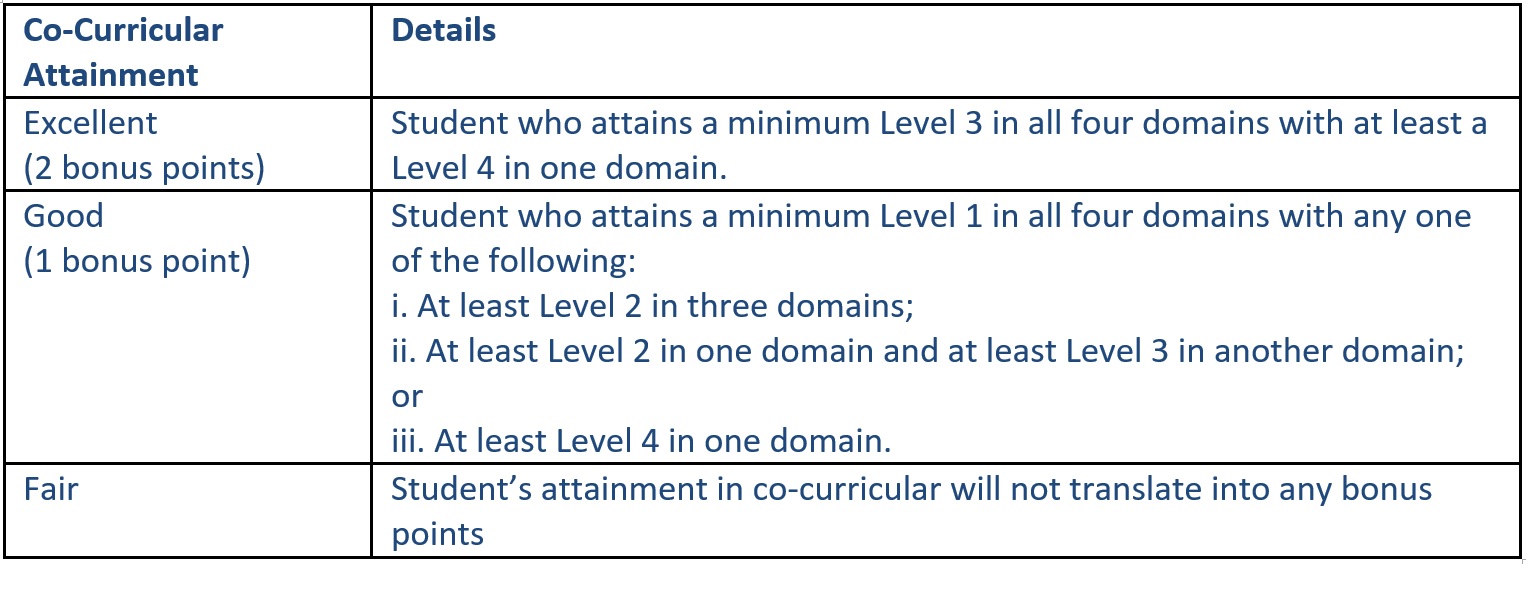 Co-Curricular
Attainment
Details
Excellent
(2 bonus points)
Student who attains a minimum Level 3 in all four domains with at least a
Level 4 in one domain.
Good
(1 bonus point)
Student who attains a minimum Level 1 in all four domains with any one
of the following:
i. At least Level 2 in three domains;
ii. At least Level 2 in one domain and at least Level 3 in another domain;
or
iii. At least Level 4 in one domain.
Fair
Student’s attainment in co-curricular will not translate into any bonus
points